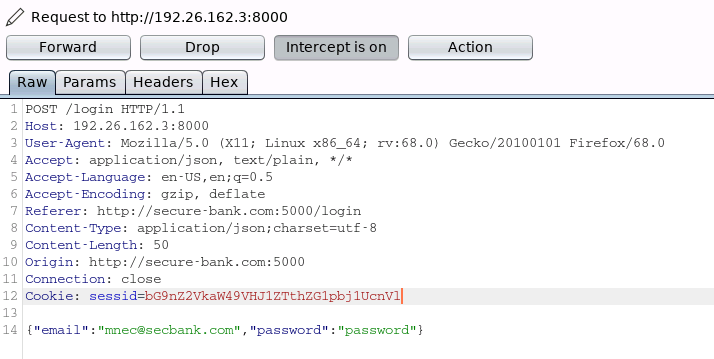 Request to http://192.26.162.3:8000
Forward Drop Intercept is on Action
Raw Params Headers Hex
1 POST /login HTTP/1.1
2 Host: 192.26.162.3:8000
3 User-Agent: Mozilla/5.0 (X11; Linux x86_64; rv:68.0) Gecko/20100101 Firefox/68.0
4 Accept: application/json, text/plain, */*
5 Accept-Language: en-US,en;q=0.5
6 Accept-Encoding: gzip, deflate
7 Referer: http://secure-bank.com:5000/login
8 Content-Type: application/json;charset=utf-8
9 Content-Length: 50
10 Origin: http://secure-bank.com:5000
11 Connection: close
12 Cookie: sessid=bG9nZ2VkaW49VHJ1ZTthZG1pbj1UcnVl
13
14 {"email":"mnec@secbank.com","password":"password"}